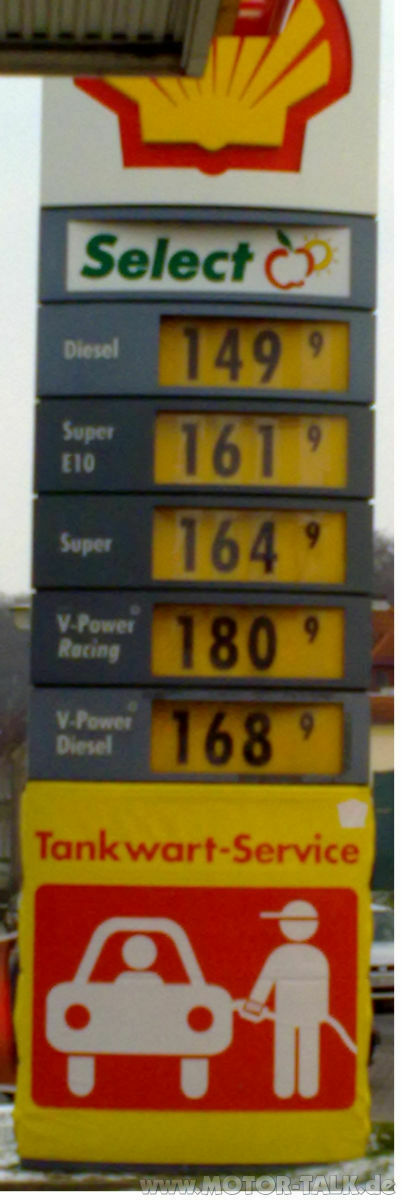 Select
Diesel 149 9
Super E10 161 9
Super 164 9
V-Power Racing 180 9
V-Power Diesel 168 9
Tankwart-Service
www.MOTOR-TALK.de